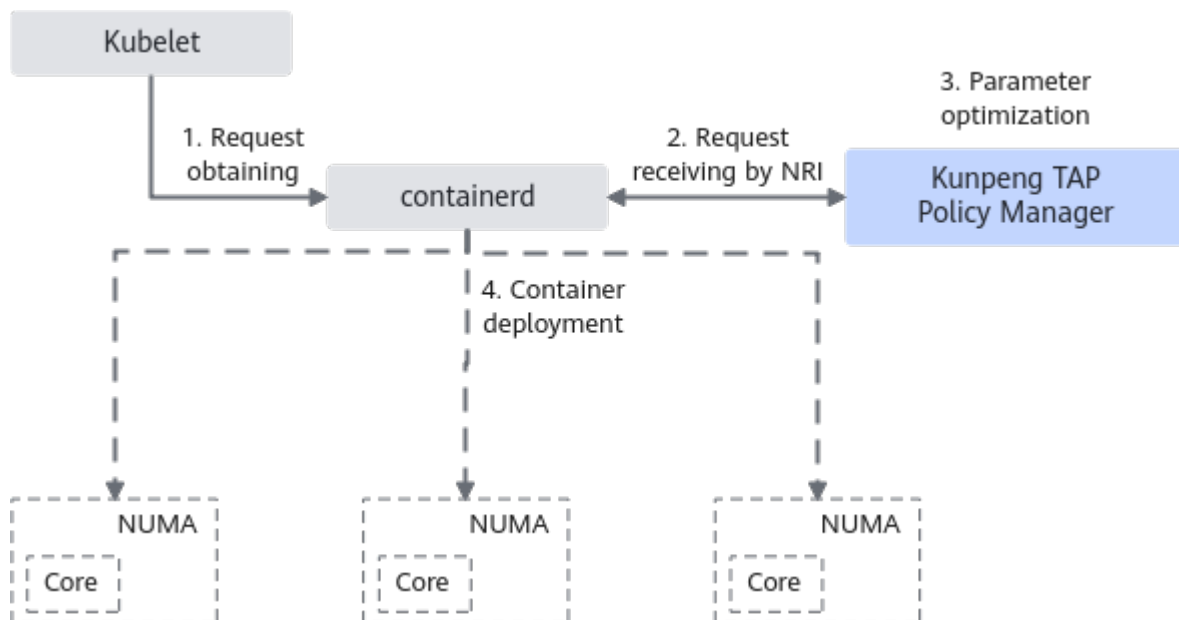 Kubelet
3. Parameter
optimization
1. Request
obtaining
2. Request
receiving by NRI
containerd
Kunpeng TAP
Policy Manager
4. Container
deployment
NUMA
Core
NUMA
Core
NUMA
Core